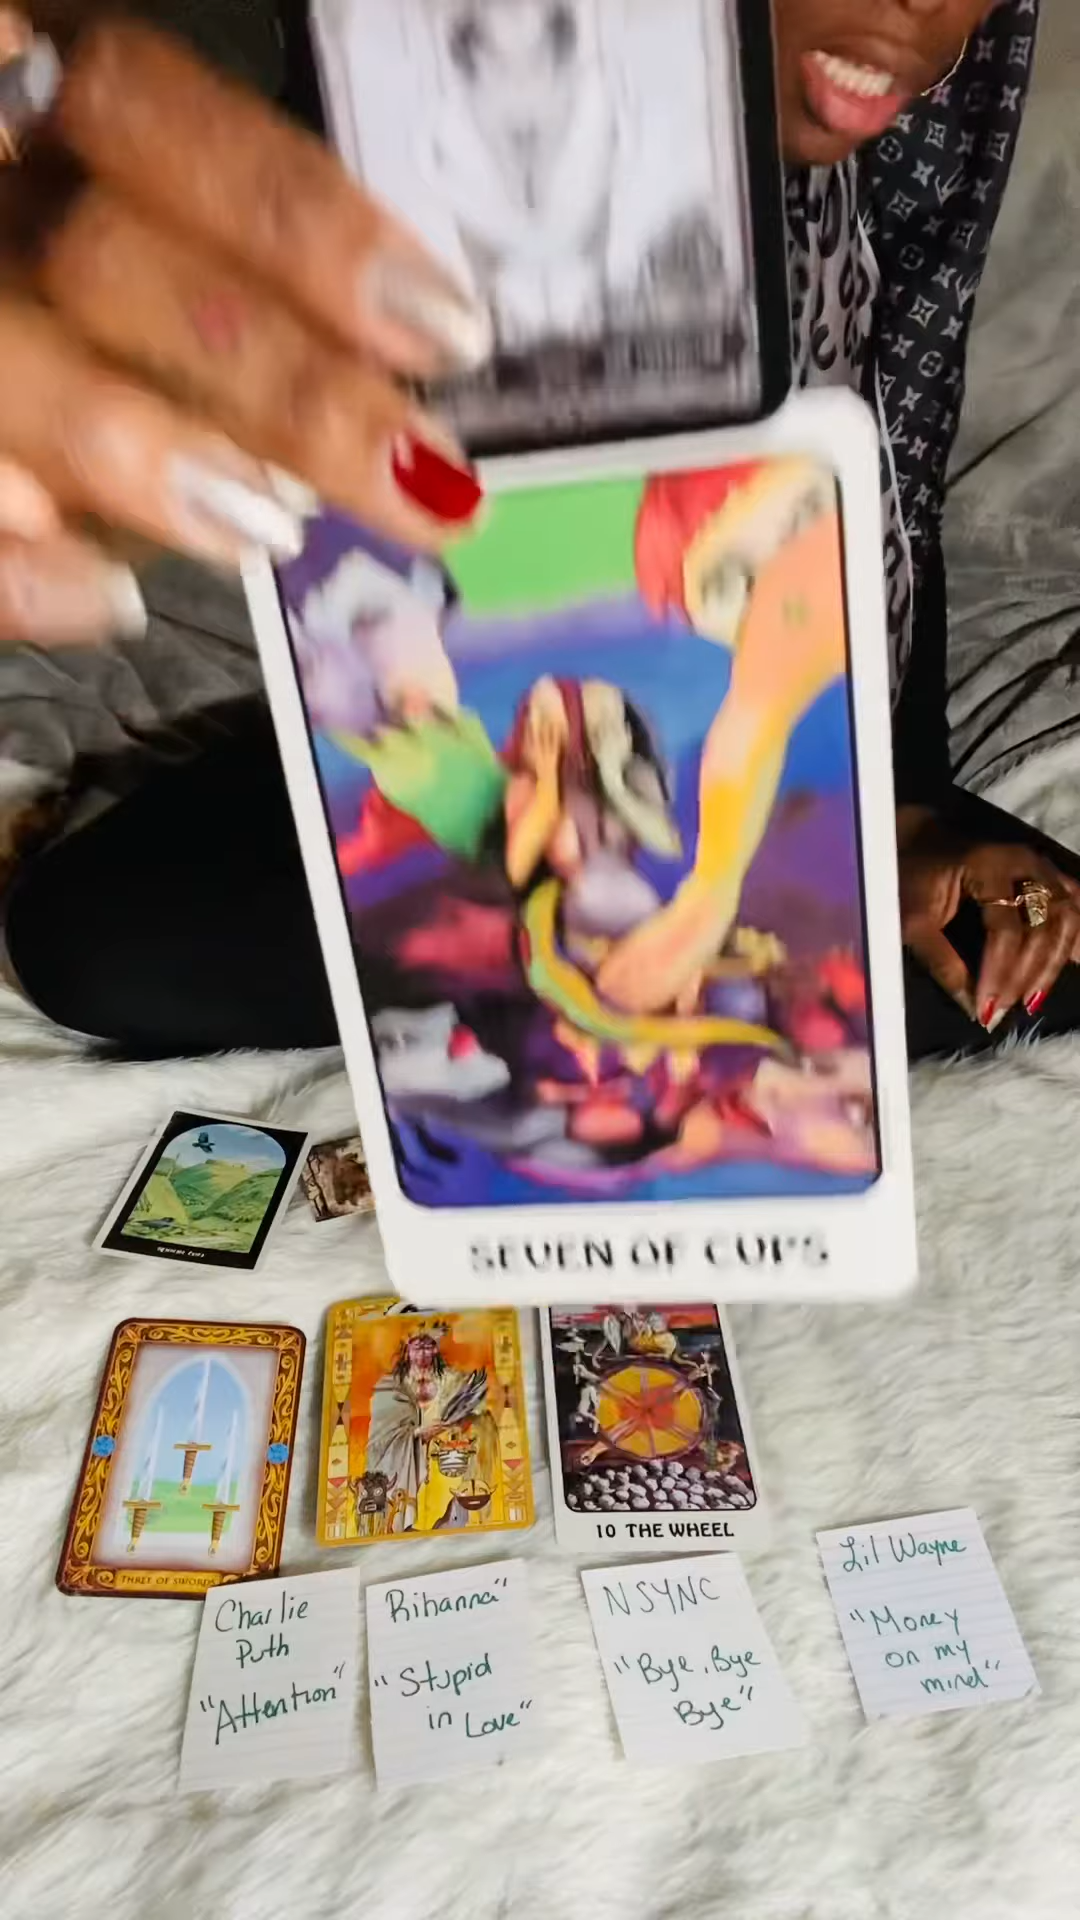 SEVEN OF CUPS
THREE OF SWORDS
10 THE WHEEL
Charlie
Puth
"Attention"
Rihanna"
"Stupid
in Love"
NSYNC
"Bye, Bye
Bye"
Lil Wayne
"Money
on my
mind"